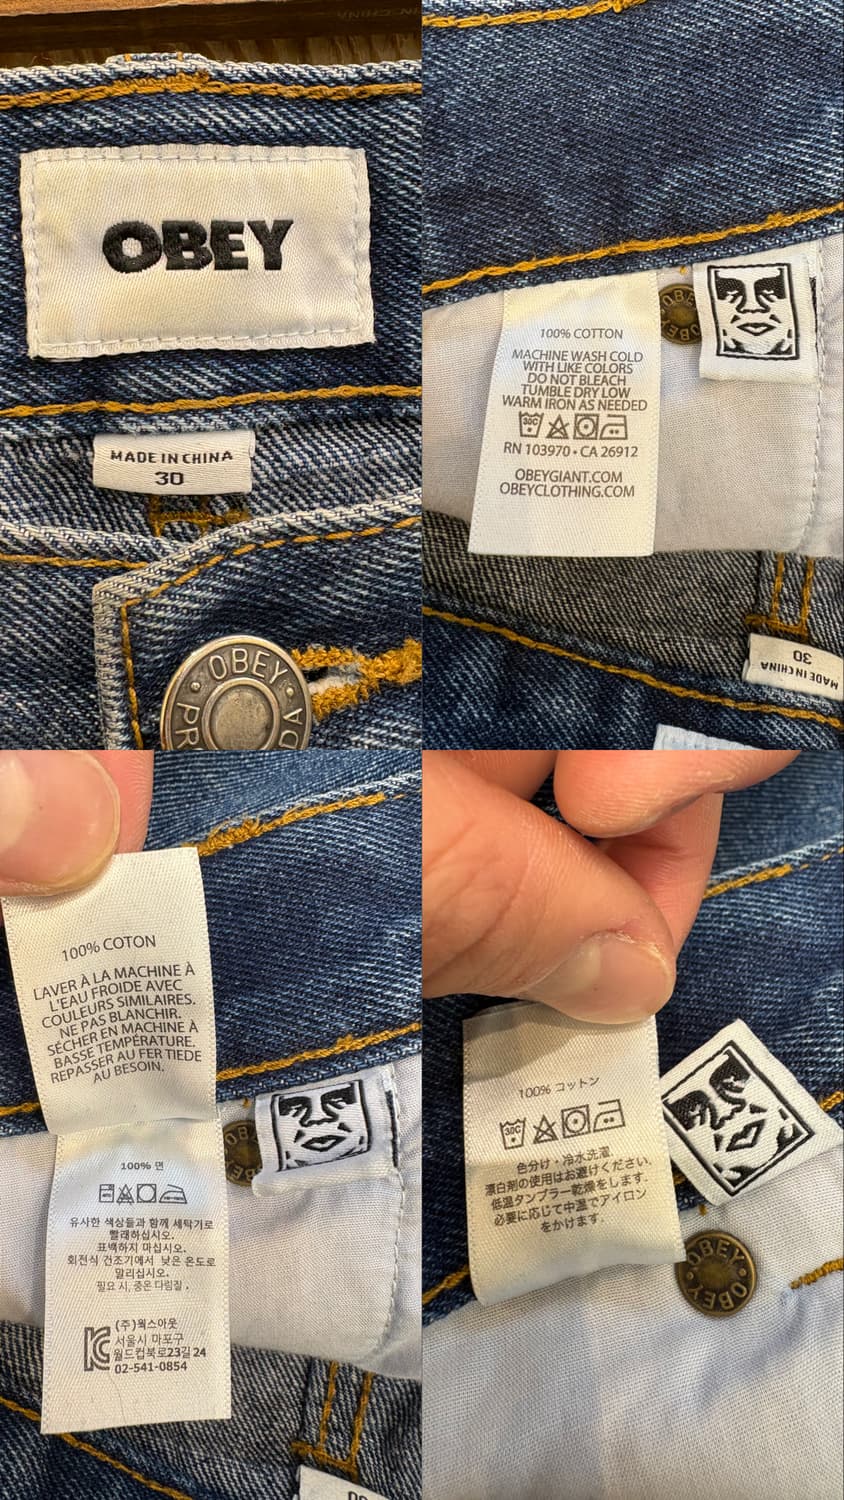 OBEY
MADE IN CHINA
30
OBEY
100% COTTON
MACHINE WASH COLD
WITH LIKE COLORS
DO NOT BLEACH
TUMBLE DRY LOW
WARM IRON AS NEEDED
30C
RN 103970 • CA 26912
OBEYGIANT.COM
OBEYCLOTHING.COM
OBEY
OBEY
30
MADE IN CHINA
100% COTON
LAVER À LA MACHINE À
L'EAU FROIDE AVEC
COULEURS SIMILAIRES.
NE PAS BLANCHIR.
SÉCHER EN MACHINE À
BASSE TEMPÉRATURE.
REPASSER AU FER TIEDE
AU BESOIN.
100% 면
유사한 색상들과 함께 세탁기로
빨래하십시오.
표백하지 마십시오.
회전식 건조기에서 낮은 온도로
말리십시오.
필요 시, 중온 다림질 .
(주)웍스아웃
서울시 마포구
월드컵북로23길 24
02-541-0854
100% コットン
30C
色分け・冷水洗濯.
漂白剤の使用はお避けください.
低温タンブラー乾燥をします.
必要に応じて中温でアイロン
をかけます.
OBEY
OBEY